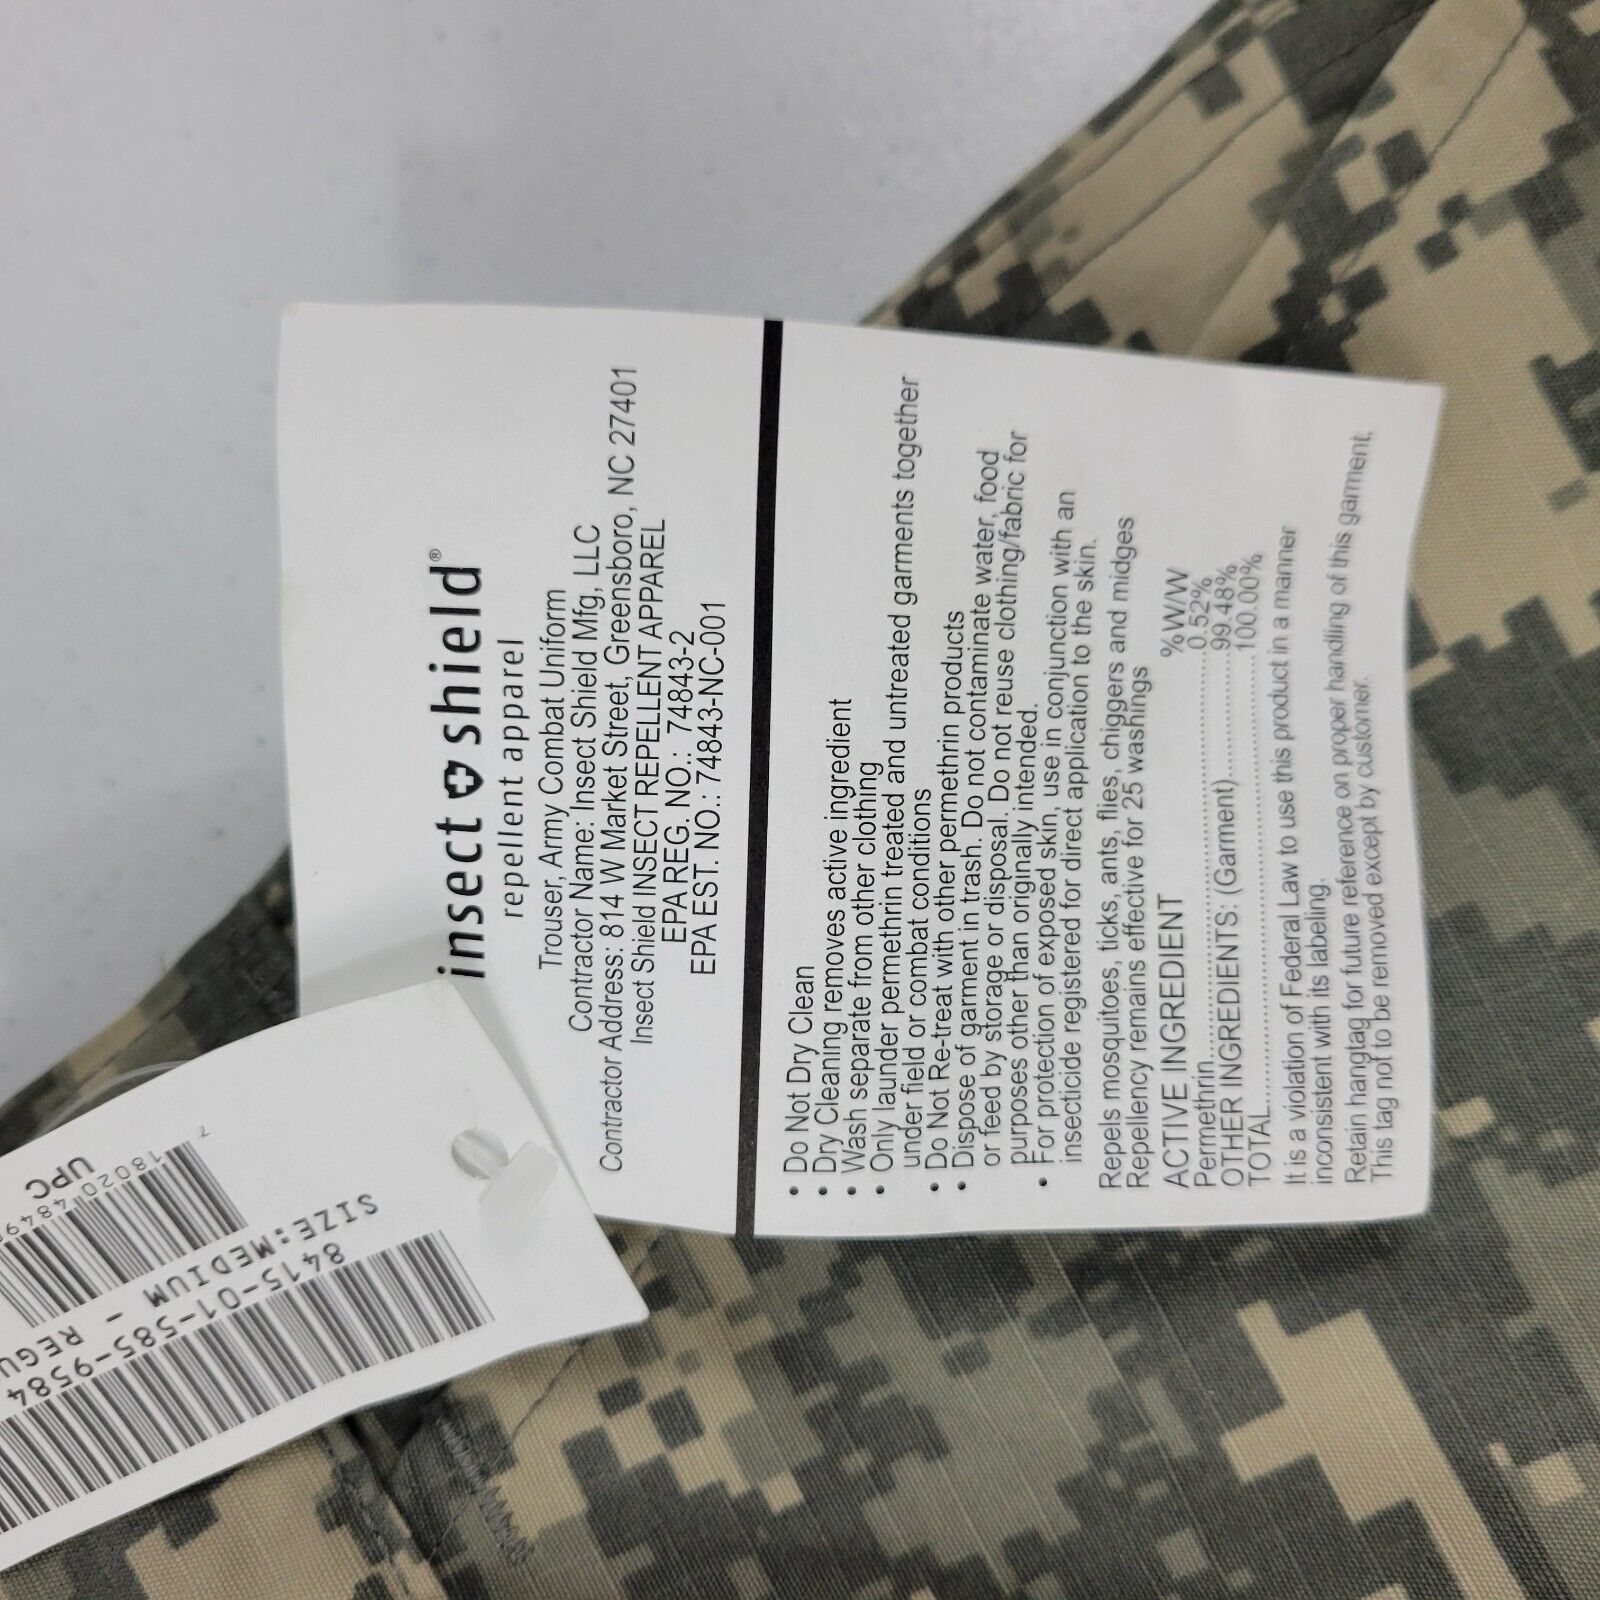 insect shield®
repellent apparel
Trouser, Army Combat Uniform
Contractor Name: Insect Shield Mfg, LLC
Contractor Address: 814 W Market Street, Greensboro, NC 27401
Insect Shield INSECT REPELLENT APPAREL
EPA REG. NO.: 74843-2
EPA EST. NO.: 74843-NC-001
• Do Not Dry Clean
• Dry Cleaning removes active ingredient
• Wash separate from other clothing
• Only launder permethrin treated and untreated garments together
under field or combat conditions
• Do Not Re-treat with other permethrin products
• Dispose of garment in trash. Do not contaminate water, food
or feed by storage or disposal. Do not reuse clothing/fabric for
purposes other than originally intended.
• For protection of exposed skin, use in conjunction with an
insecticide registered for direct application to the skin.
Repels mosquitoes, ticks, ants, flies, chiggers and midges
Repellency remains effective for 25 washings
ACTIVE INGREDIENT %W/W
Permethrin 0.52%
OTHER INGREDIENTS: (Garment) 99.48%
TOTAL 100.00%
It is a violation of Federal Law to use this product in a manner
inconsistent with its labeling.
Retain hangtag for future reference on proper handling of this garment.
This tag not to be removed except by customer.
8415-01-585-9584
SIZE:MEDIUM - REGU
UPC
7